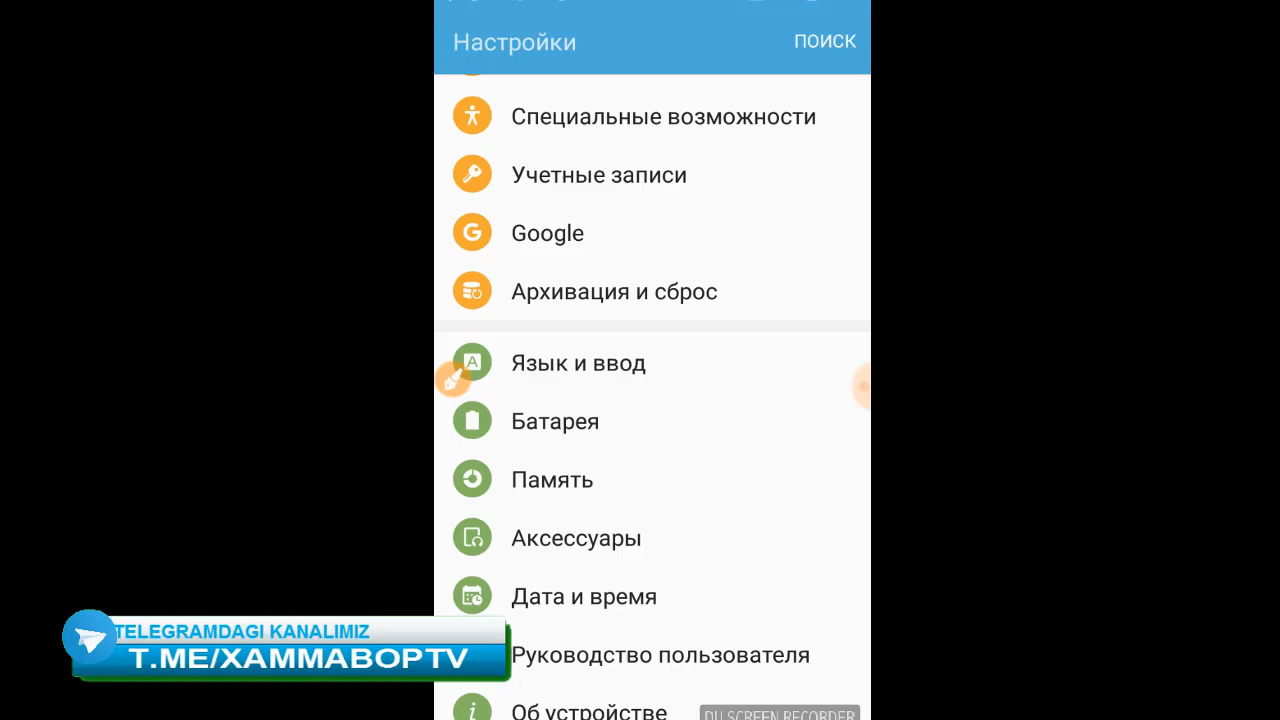 Настройки
ПОИСК
Специальные возможности
Учетные записи
Google
Архивация и сброс
Язык и ввод
Батарея
Память
Аксессуары
Дата и время
Руководство пользователя
Об устройстве
TELEGRAMDAGI KANALIMIZ
T.ME/XAMMABOPTV
DU SCREEN RECORDER